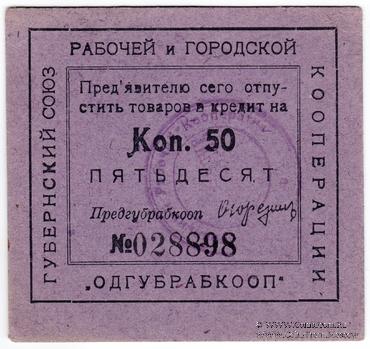 ГУБЕРНСКИЙ СОЮЗ
РАБОЧЕЙ и ГОРОДСКОЙ
КООПЕРАЦИИ
Пред'явителю сего отпу-
стить товаров в кредит на
Коп. 50
ПЯТЬДЕСЯТ
Предгубрабкооп
№028898
„ОДГУБРАБКООП"